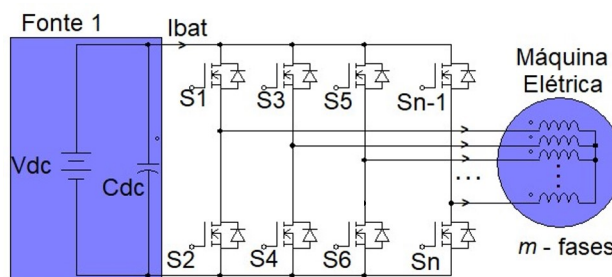 Fonte 1
Ibat
Vdc
Cdc
S1
S3
S5
Sn-1
S2
S4
S6
Sn
...
Máquina
Elétrica
m - fases